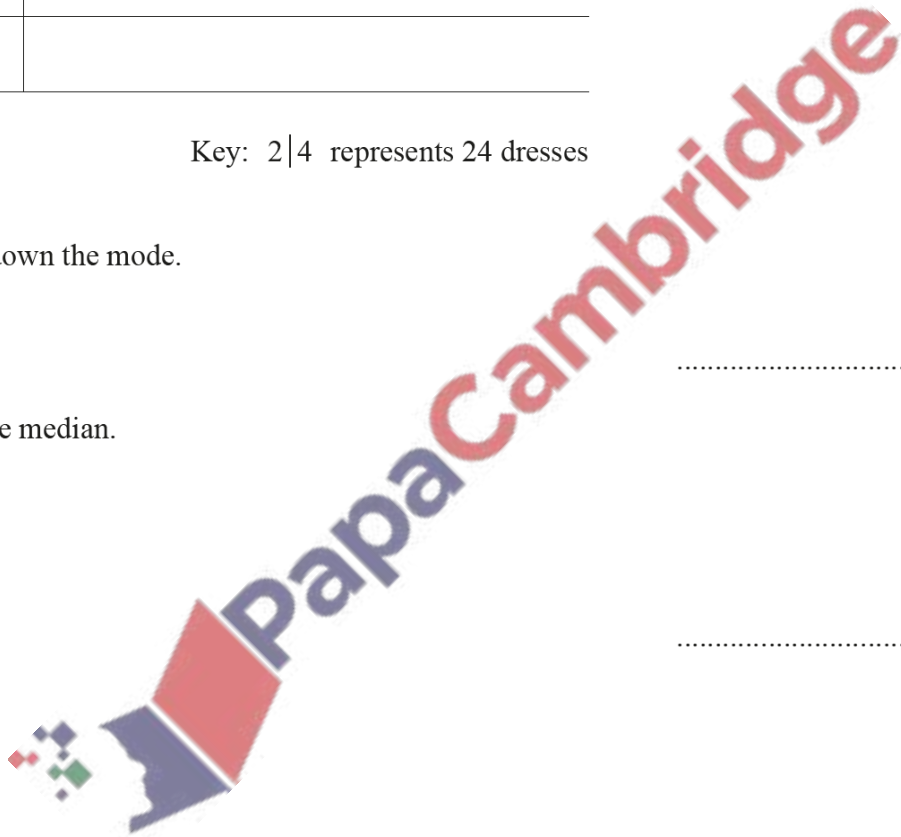 Key: 2|4 represents 24 dresses
own the mode.
e median.
PapaCambridge